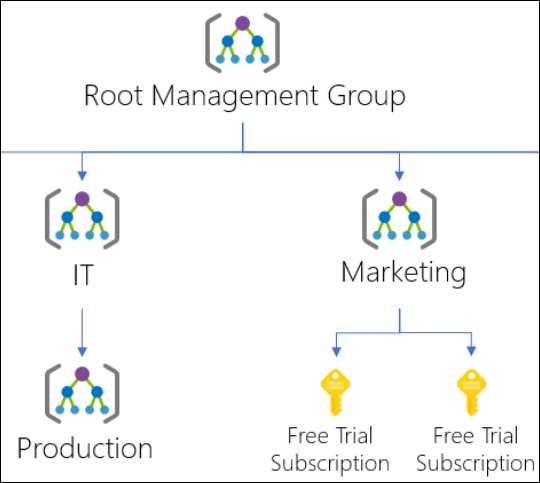 Root Management Group
IT
Marketing
Production
Free Trial
Subscription
Free Trial
Subscription